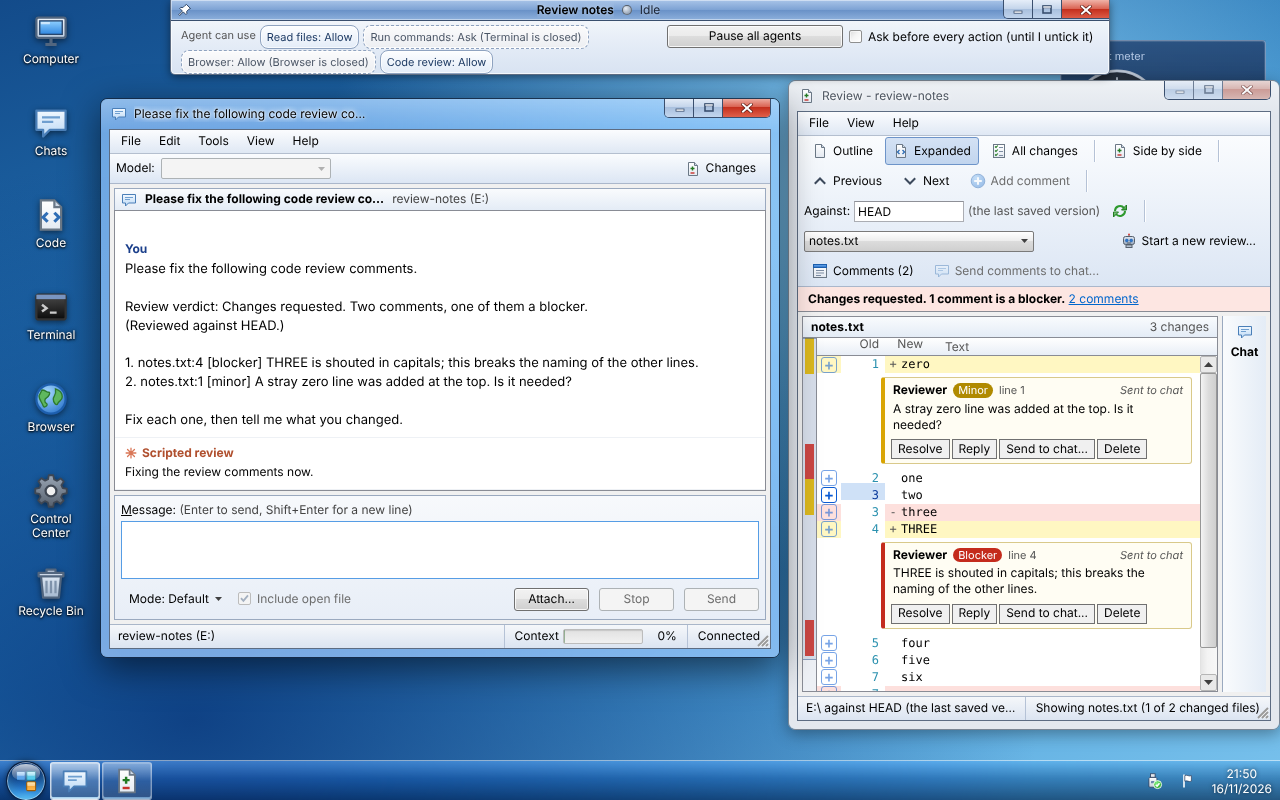 Review notes
Idle
Agent can use
Read files: Allow
Run commands: Ask (Terminal is closed)
Browser: Allow (Browser is closed)
Code review: Allow
Pause all agents
Ask before every action (until I untick it)
meter
Computer
Chats
Code
Terminal
Browser
Control
Center
Recycle Bin
Please fix the following code review co...
File
Edit
Tools
View
Help
Model:
Changes
Please fix the following code review co...
review-notes (E:)
You
Please fix the following code review comments.
Review verdict: Changes requested. Two comments, one of them a blocker.
(Reviewed against HEAD.)
1. notes.txt:4 [blocker] THREE is shouted in capitals; this breaks the naming of the other lines.
2. notes.txt:1 [minor] A stray zero line was added at the top. Is it needed?
Fix each one, then tell me what you changed.
Scripted review
Fixing the review comments now.
Message: (Enter to send, Shift+Enter for a new line)
Mode: Default
Include open file
Attach...
Stop
Send
review-notes (E:)
Context
0%
Connected
Review - review-notes
File
View
Help
Outline
Expanded
All changes
Side by side
Previous
Next
Add comment
Against:
HEAD
(the last saved version)
notes.txt
Start a new review...
Comments (2)
Send comments to chat...
Changes requested. 1 comment is a blocker. 2 comments
notes.txt
3 changes
Old
New
Text
1 + zero
Reviewer Minor line 1 Sent to chat
A stray zero line was added at the top. Is it
needed?
Resolve
Reply
Send to chat...
Delete
2 one
3 two
3 - three
4 + THREE
Reviewer Blocker line 4 Sent to chat
THREE is shouted in capitals; this breaks the
naming of the other lines.
Resolve
Reply
Send to chat...
Delete
5 four
6 five
7 six
Chat
E:\ against HEAD (the last saved ve...
Showing notes.txt (1 of 2 changed files)
21:50
16/11/2026